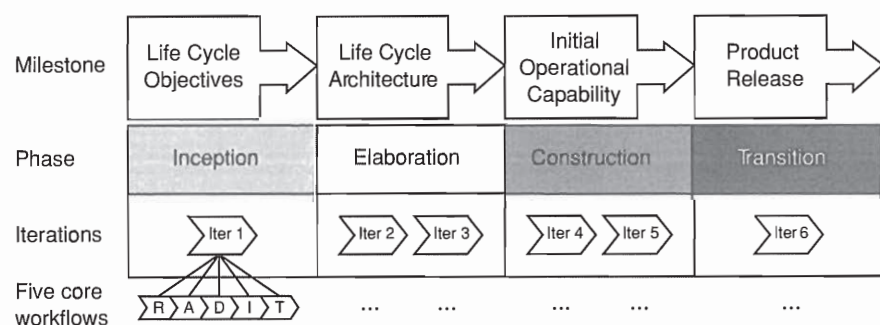 Milestone
Life Cycle
Objectives
Life Cycle
Architecture
Initial
Operational
Capability
Product
Release
Phase
Inception
Elaboration
Construction
Transition
Iterations
Iter 1
Iter 2
Iter 3
Iter 4
Iter 5
Iter 6
Five core
workflows
R A D I T
... ... ... ... ...